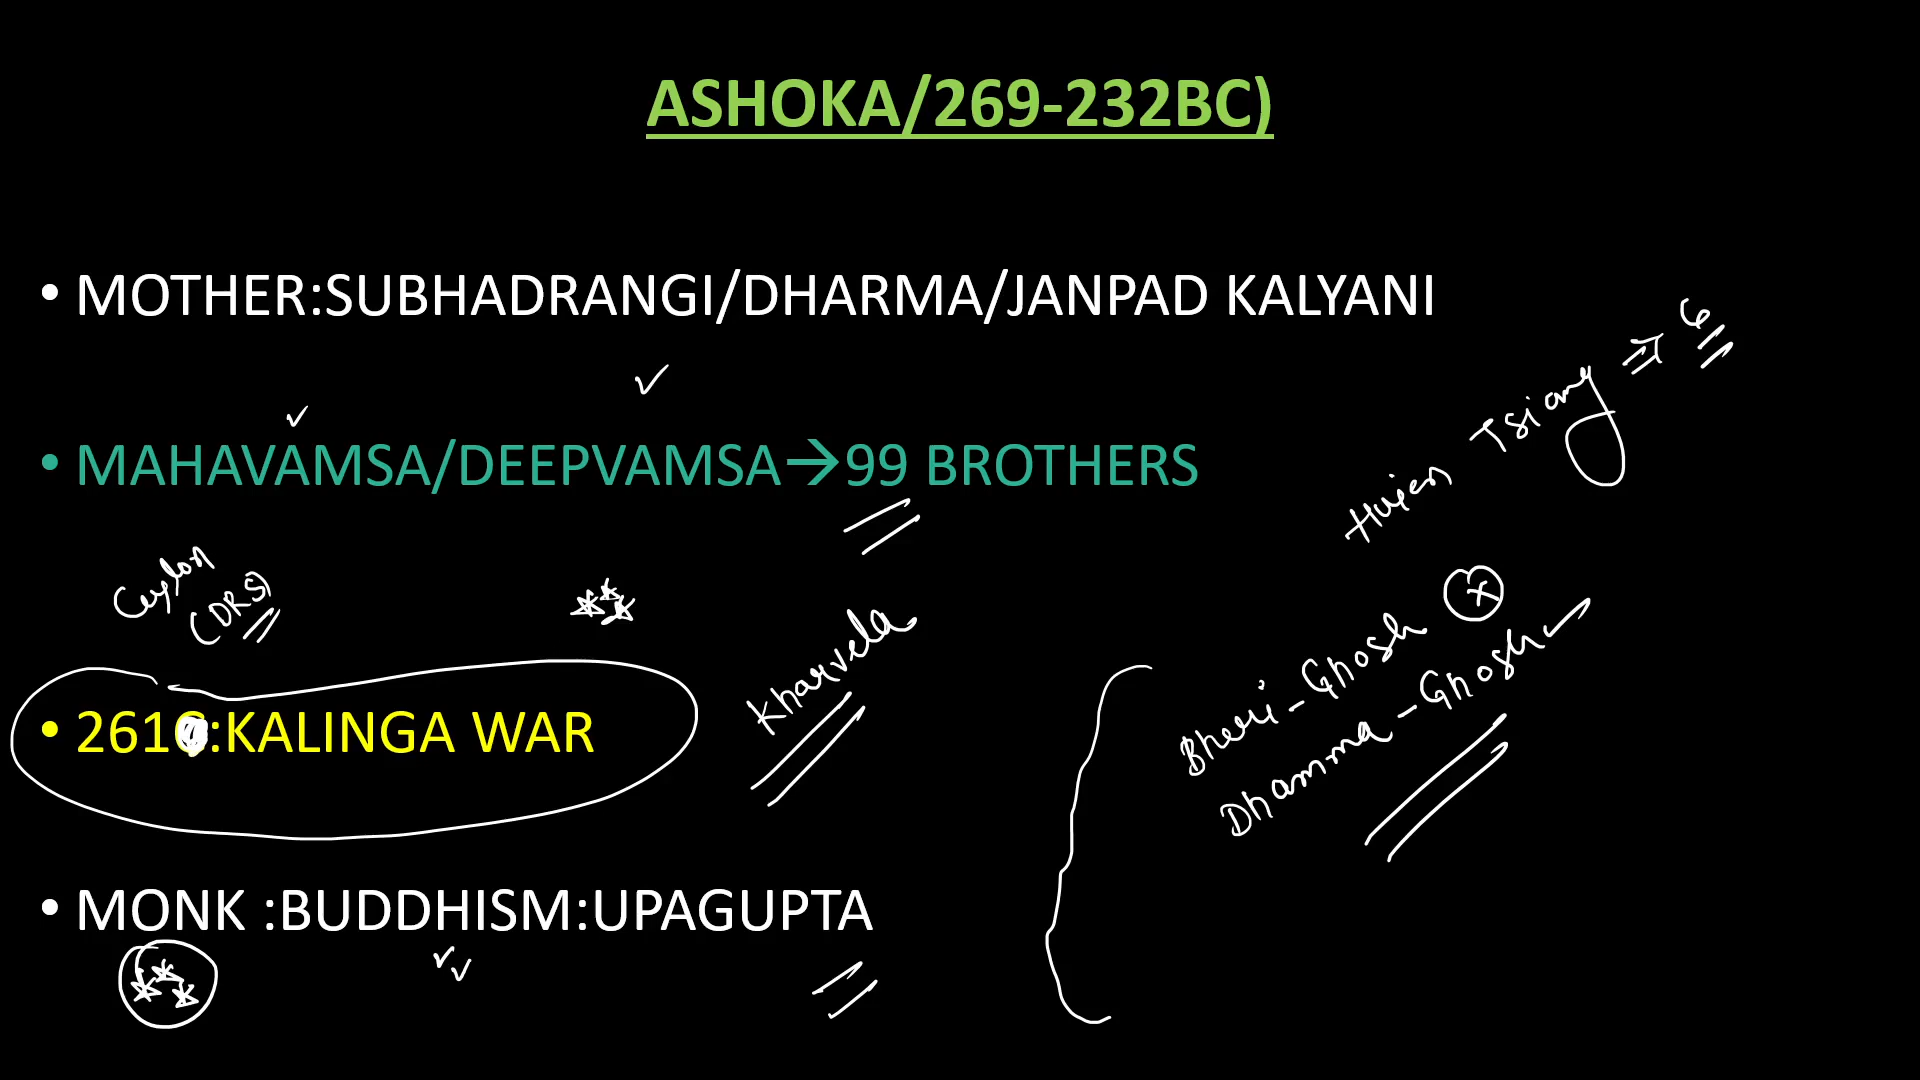 ASHOKA/269-232BC)
• MOTHER:SUBHADRANGI/DHARMA/JANPAD KALYANI
• MAHAVAMSA/DEEPVAMSA→99 BROTHERS
Huien Tsiang ⇒ 6
Ceylon
(DRS)
• 261 :KALINGA WAR
Kharvela
Bheri-Ghosh
Dhamma-Ghosh
• MONK :BUDDHISM:UPAGUPTA